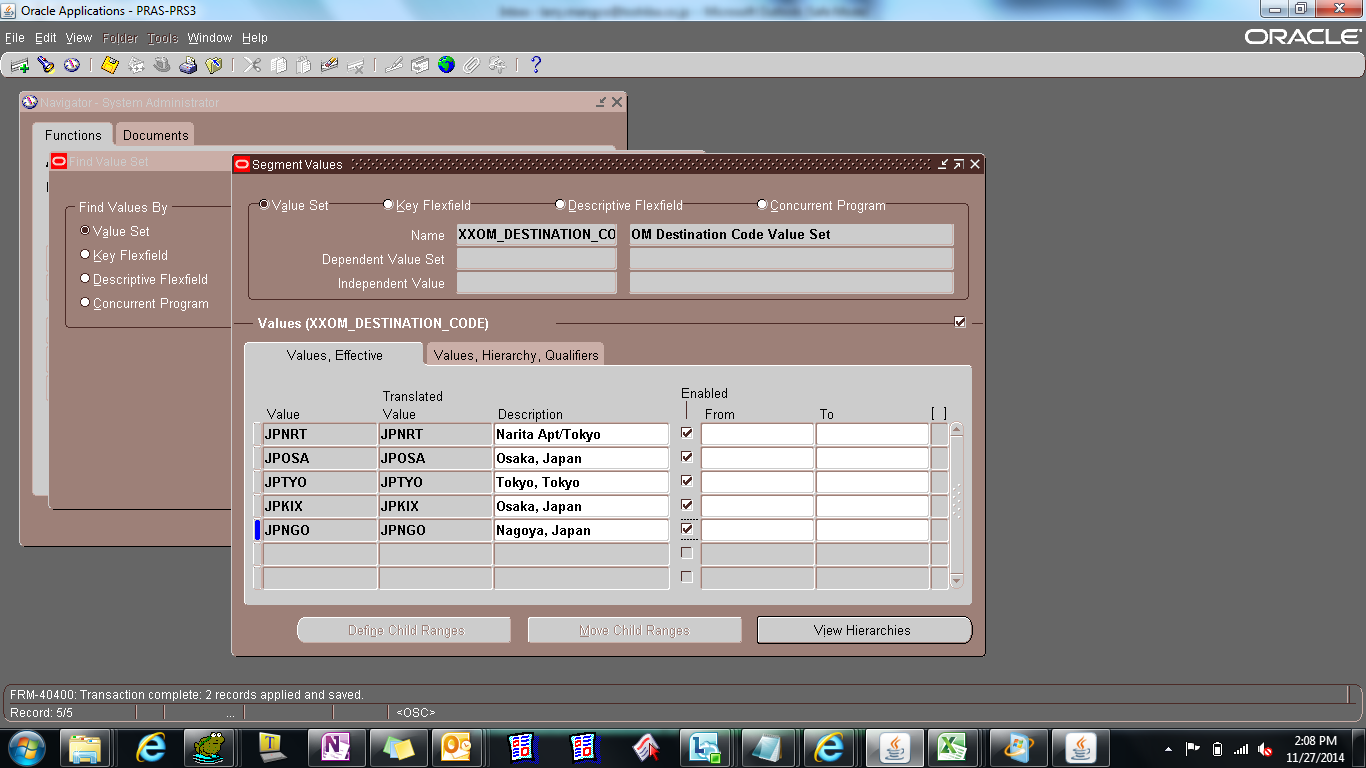 Oracle Applications - PRAS-PRS3
File Edit View Folder Tools Window Help
ORACLE
Navigator - System Administrator
Functions Documents
Find Value Set
Find Values By
Value Set
Key Flexfield
Descriptive Flexfield
Concurrent Program
Segment Values
Value Set Key Flexfield Descriptive Flexfield Concurrent Program
Name XXOM_DESTINATION_CO OM Destination Code Value Set
Dependent Value Set
Independent Value
Values (XXOM_DESTINATION_CODE)
Values, Effective Values, Hierarchy, Qualifiers
Translated Enabled
Value Value Description From To [ ]
JPNRT JPNRT Narita Apt/Tokyo
JPOSA JPOSA Osaka, Japan
JPTYO JPTYO Tokyo, Tokyo
JPKIX JPKIX Osaka, Japan
JPNGO JPNGO Nagoya, Japan
Define Child Ranges Move Child Ranges View Hierarchies
FRM-40400: Transaction complete: 2 records applied and saved.
Record: 5/5 ... <OSC>
2:08 PM
11/27/2014